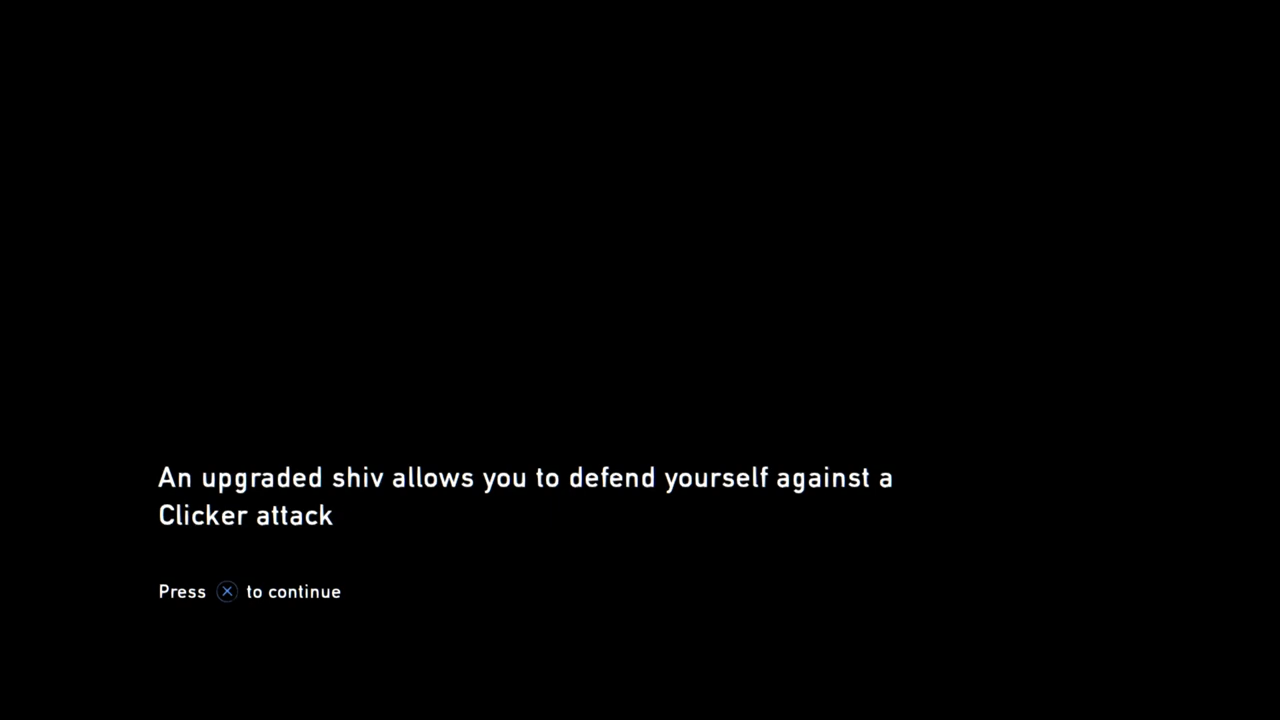 An upgraded shiv allows you to defend yourself against a
Clicker attack
Press ⓧ to continue